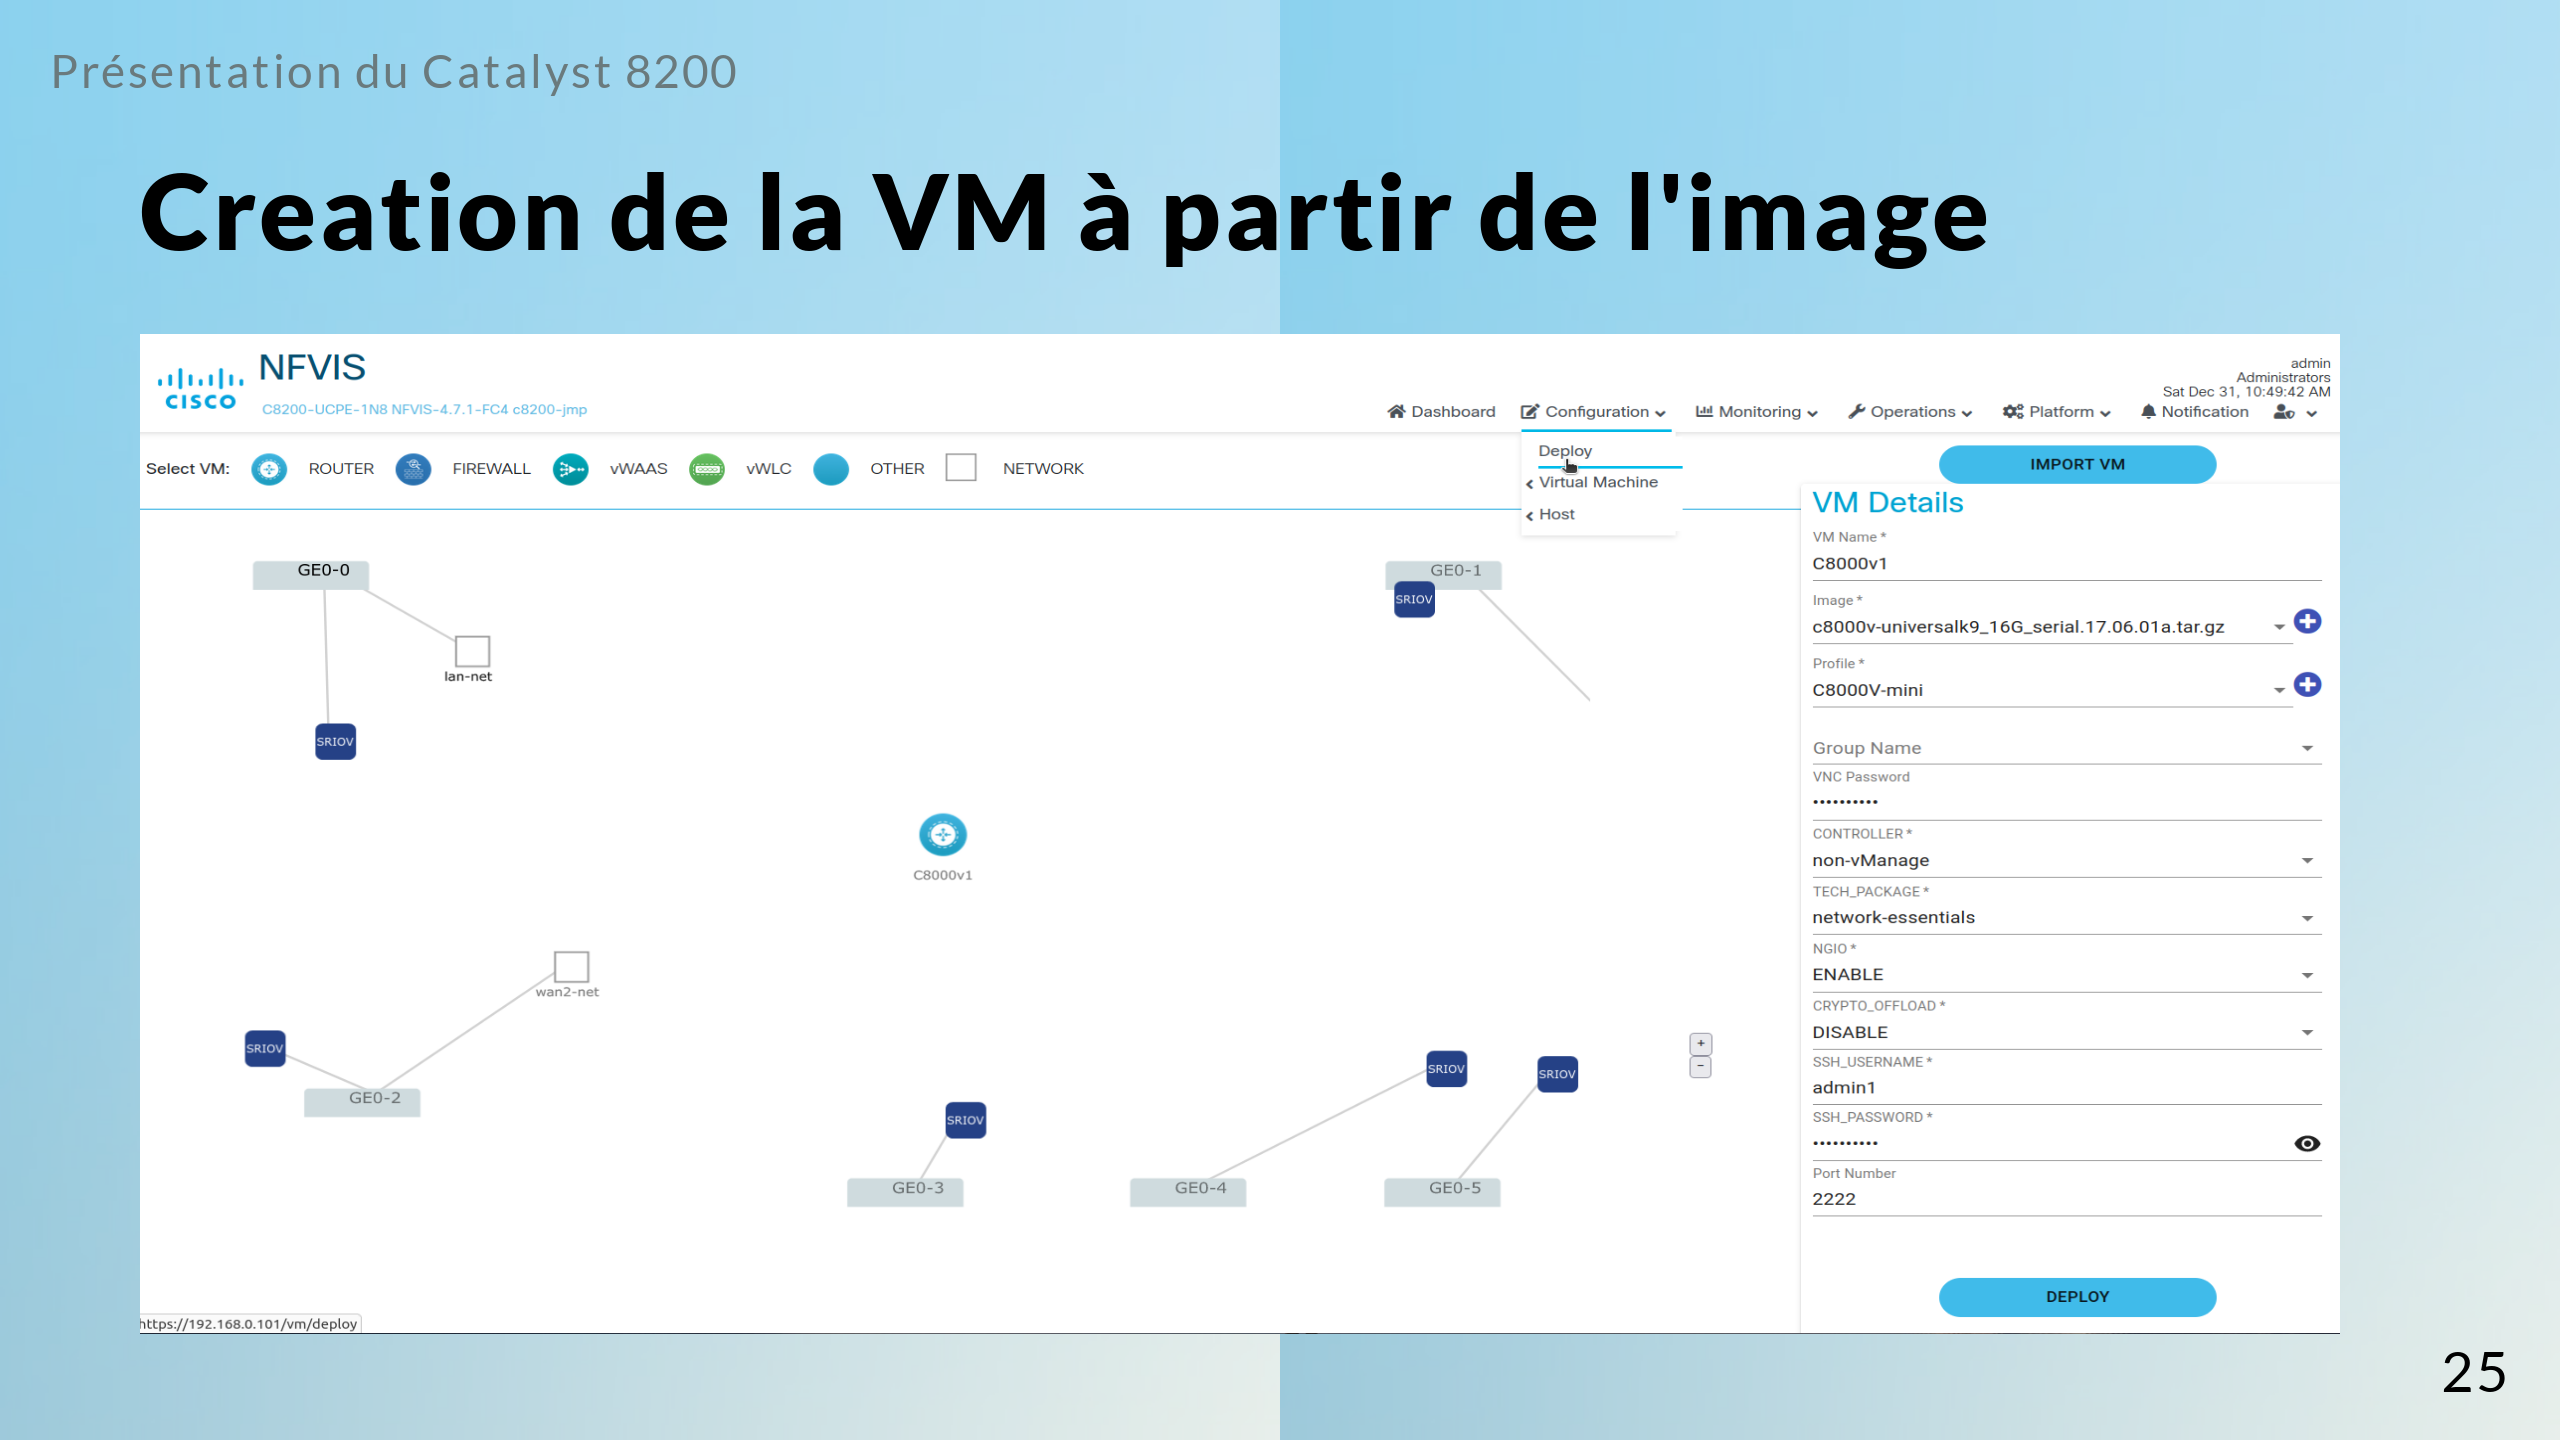 Présentation du Catalyst 8200
Creation de la VM à partir de l'image
CISCO
NFVIS
C8200-UCPE-1N8 NFVIS-4.7.1-FC4 c8200-jmp
admin
Administrators
Sat Dec 31, 10:49:42 AM
Dashboard Configuration Monitoring Operations Platform Notification
Deploy
Virtual Machine
Host
Select VM: ROUTER FIREWALL vWAAS vWLC OTHER NETWORK
IMPORT VM
GE0-0
lan-net
SRIOV
GE0-1
SRIOV
C8000v1
wan2-net
SRIOV
GE0-2
SRIOV
GE0-3
SRIOV
GE0-4
SRIOV
GE0-5
+
−
VM Details
VM Name *
C8000v1
Image *
c8000v-universalk9_16G_serial.17.06.01a.tar.gz
Profile *
C8000V-mini
Group Name
VNC Password
••••••••••
CONTROLLER *
non-vManage
TECH_PACKAGE *
network-essentials
NGIO *
ENABLE
CRYPTO_OFFLOAD *
DISABLE
SSH_USERNAME *
admin1
SSH_PASSWORD *
••••••••••
Port Number
2222
DEPLOY
https://192.168.0.101/vm/deploy
25